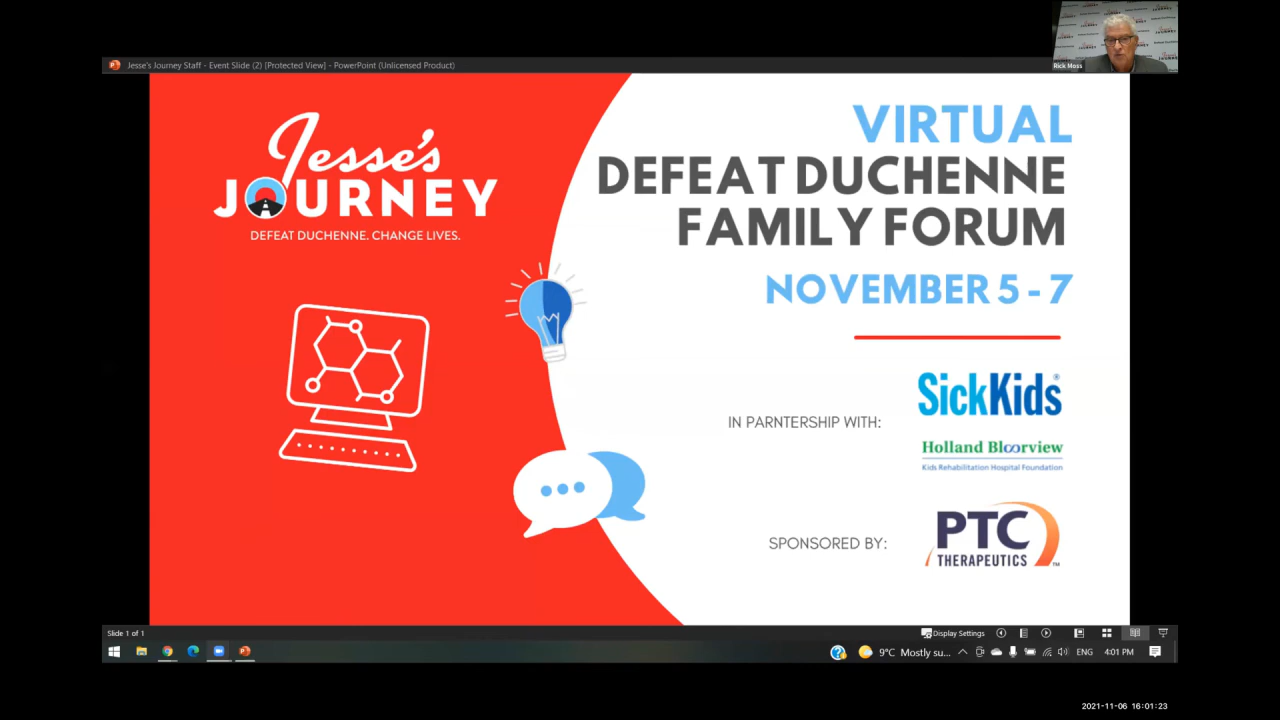 Jesse's Journey Staff - Event Slide (2) [Protected View] - PowerPoint (Unlicensed Product)
Rick Moss
Jesse's
JOURNEY
DEFEAT DUCHENNE. CHANGE LIVES.
VIRTUAL
DEFEAT DUCHENNE
FAMILY FORUM
NOVEMBER 5 - 7
IN PARNTERSHIP WITH:
SickKids®
Holland Bloorview
Kids Rehabilitation Hospital Foundation
SPONSORED BY:
PTC
THERAPEUTICS™
Slide 1 of 1
Display Settings
9°C Mostly su...
ENG
4:01 PM
2021-11-06 16:01:23